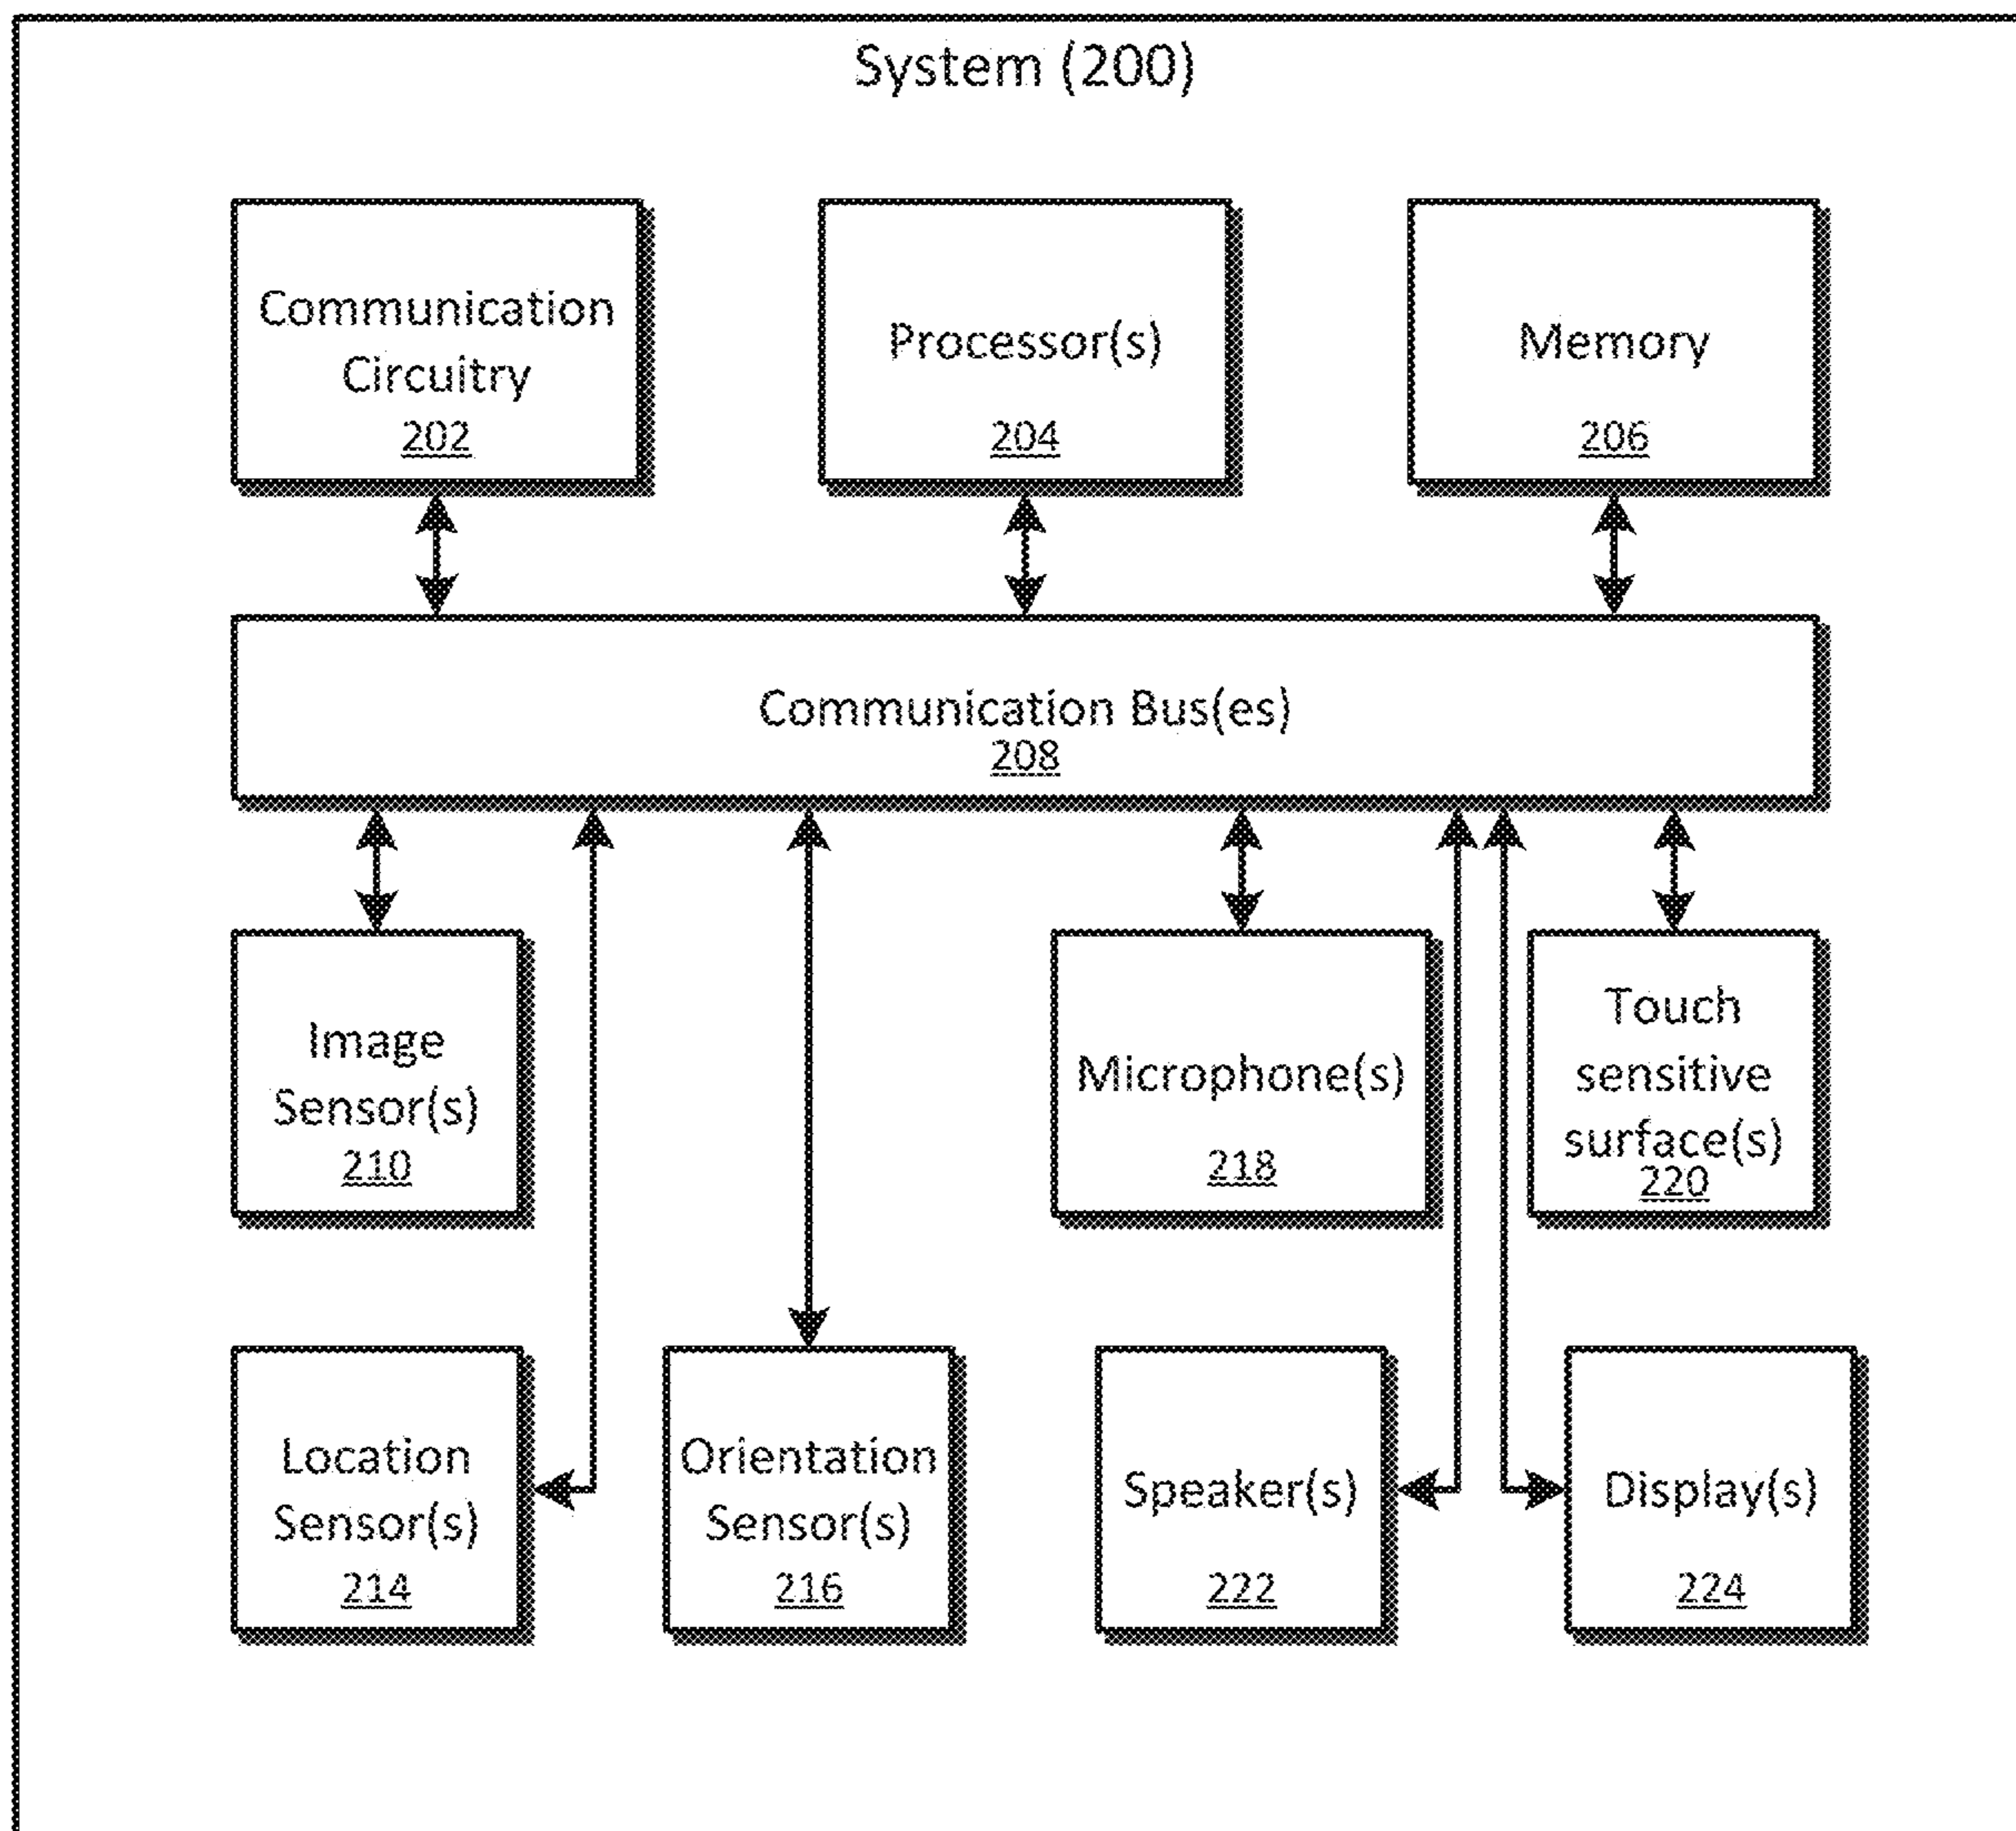 System (200)
Communication
Circuitry
202
Processor(s)
204
Memory
206
Communication Bus(es)
208
Image
Sensor(s)
210
Microphone(s)
218
Touch
sensitive
surface(s)
220
Location
Sensor(s)
214
Orientation
Sensor(s)
216
Speaker(s)
222
Display(s)
224